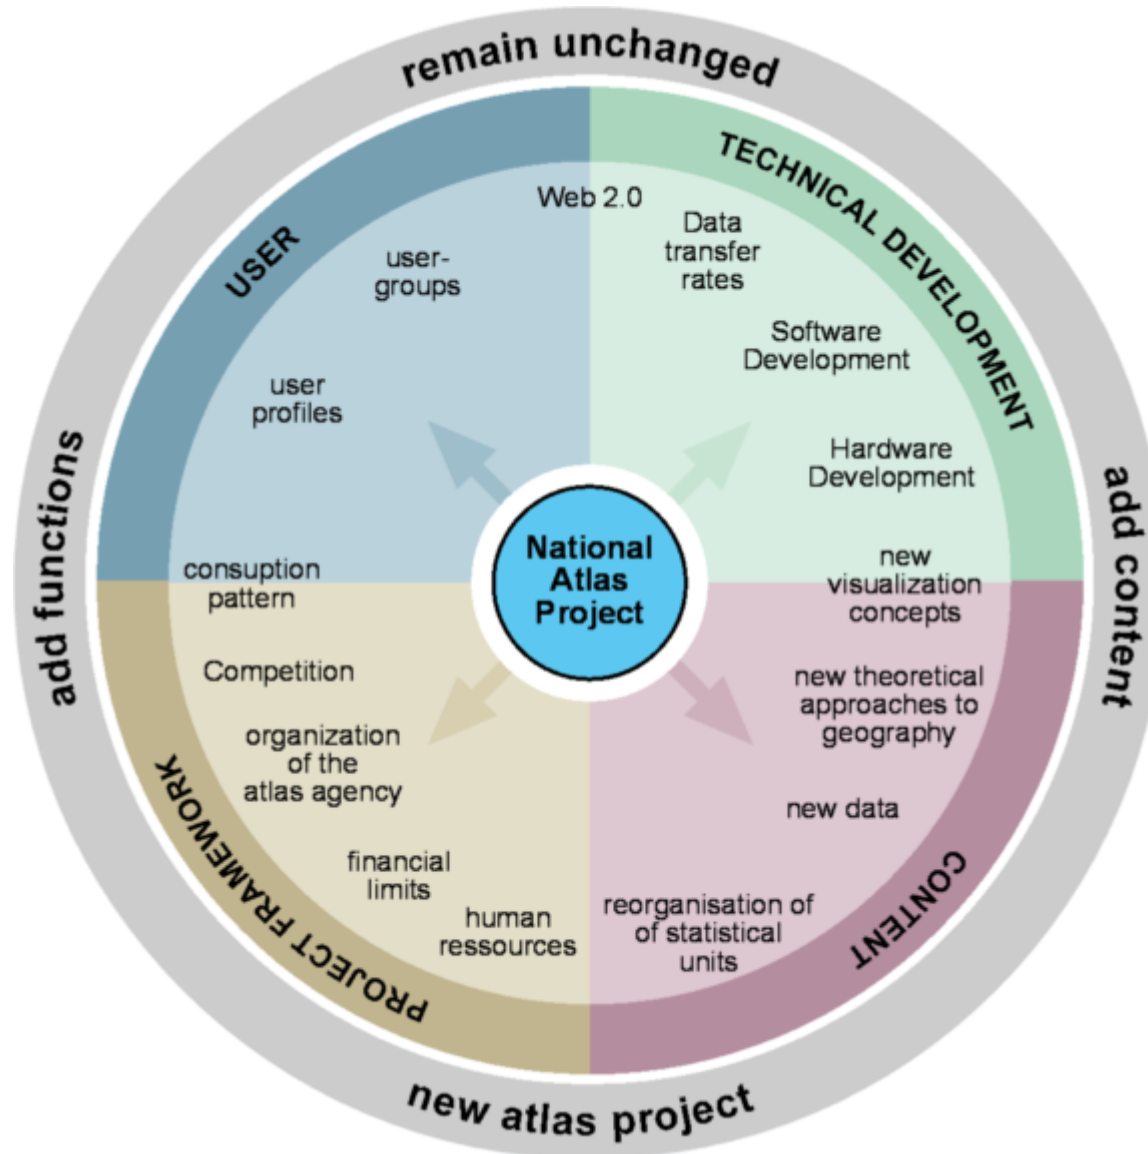 remain unchanged
TECHNICAL DEVELOPMENT
USER
Web 2.0
Data
transfer
rates
user-
groups
Software
Development
user
profiles
Hardware
Development
add functions
add content
National
Atlas
Project
consuption
pattern
new
visualization
concepts
Competition
new theoretical
approaches to
geography
organization
of the
atlas agency
new data
financial
limits
human
ressources
reorganisation of
of statistical
units
PROJECT FRAMEWORK
CONTENT
new atlas project